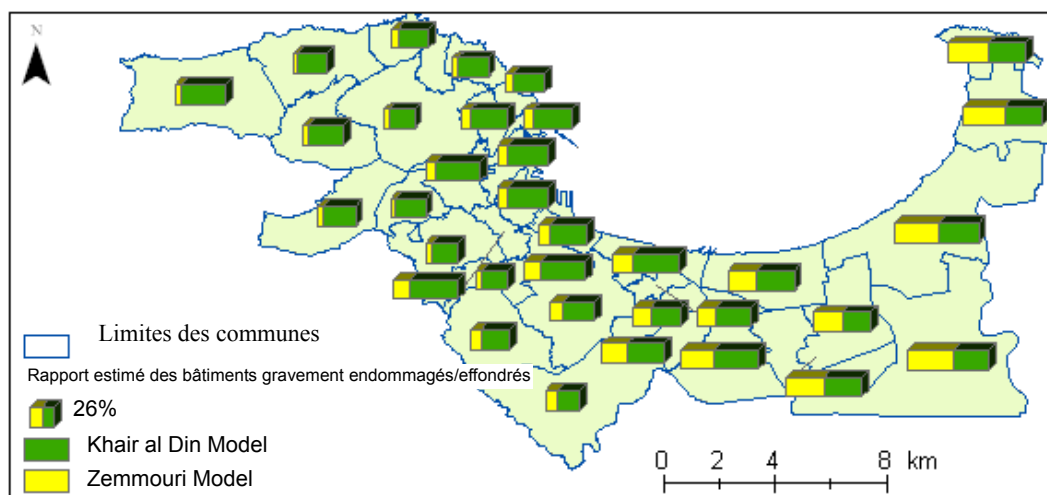 N
Limites des communes
Rapport estimé des bâtiments gravement endommagés/effondrés
26%
Khair al Din Model
Zemmouri Model
0 2 4 8 km